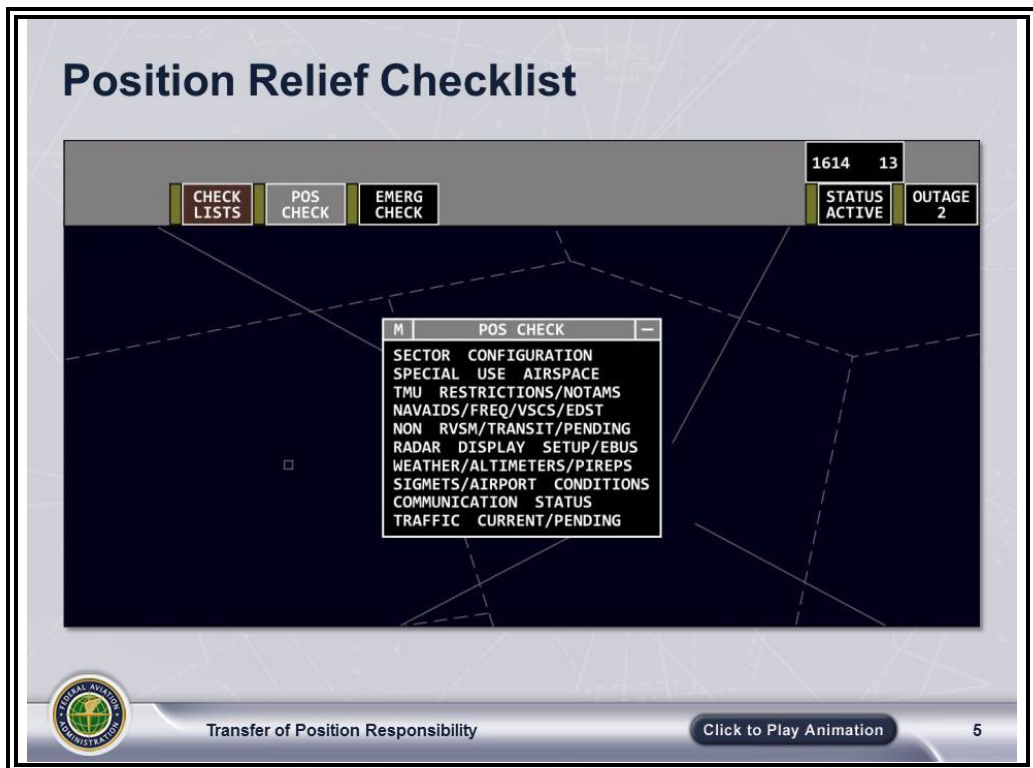 Position Relief Checklist
1614 13
CHECK
LISTS
POS
CHECK
EMERG
CHECK
STATUS
ACTIVE
OUTAGE
2
M POS CHECK —
SECTOR CONFIGURATION
SPECIAL USE AIRSPACE
TMU RESTRICTIONS/NOTAMS
NAVAIDS/FREQ/VSCS/EDST
NON RVSM/TRANSIT/PENDING
RADAR DISPLAY SETUP/EBUS
WEATHER/ALTIMETERS/PIREPS
SIGMETS/AIRPORT CONDITIONS
COMMUNICATION STATUS
TRAFFIC CURRENT/PENDING
FEDERAL AVIATION
ADMINISTRATION
Transfer of Position Responsibility
Click to Play Animation
5